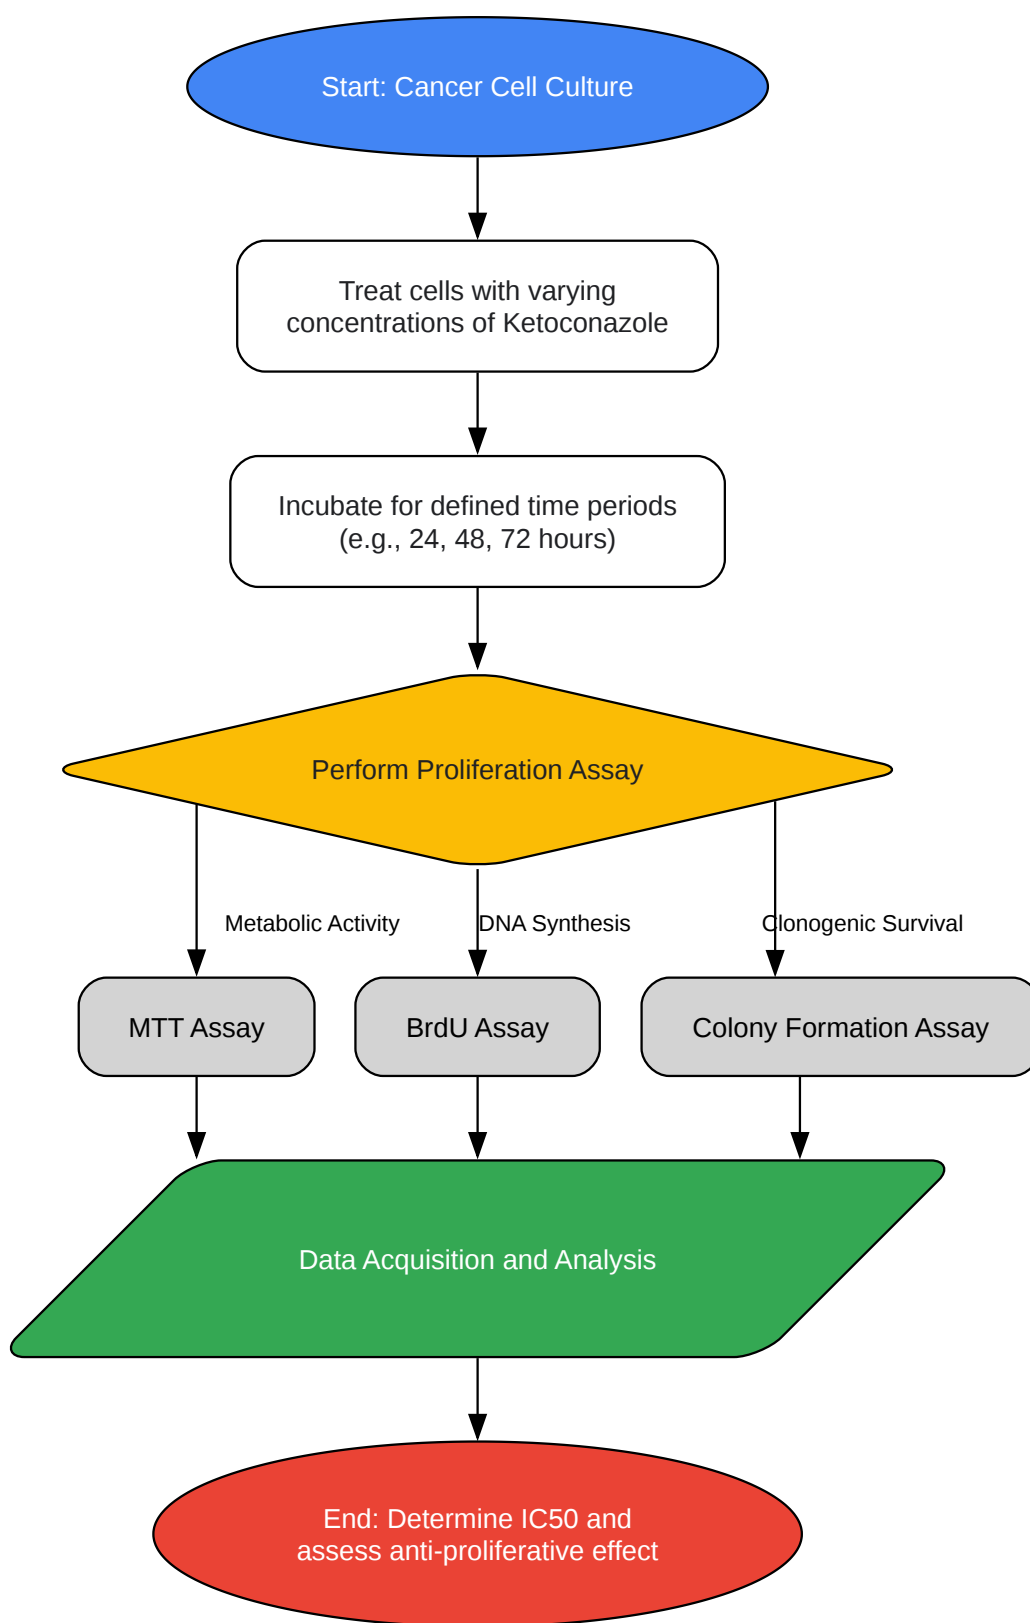 Start: Cancer Cell Culture
Treat cells with varying
concentrations of Ketoconazole
Incubate for defined time periods
(e.g., 24, 48, 72 hours)
Perform Proliferation Assay
Metabolic Activity
DNA Synthesis
Clonogenic Survival
MTT Assay
BrdU Assay
Colony Formation Assay
Data Acquisition and Analysis
End: Determine IC50 and
assess anti-proliferative effect